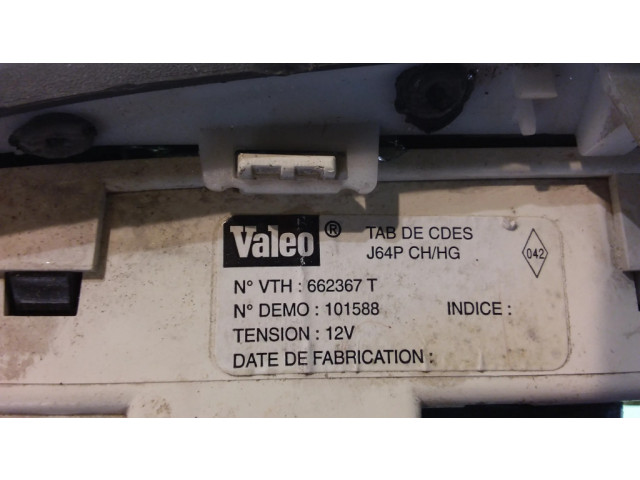 Valeo ® TAB DE CDES
J64P CH/HG
042
N° VTH : 662367 T
N° DEMO : 101588 INDICE :
TENSION : 12V
DATE DE FABRICATION :